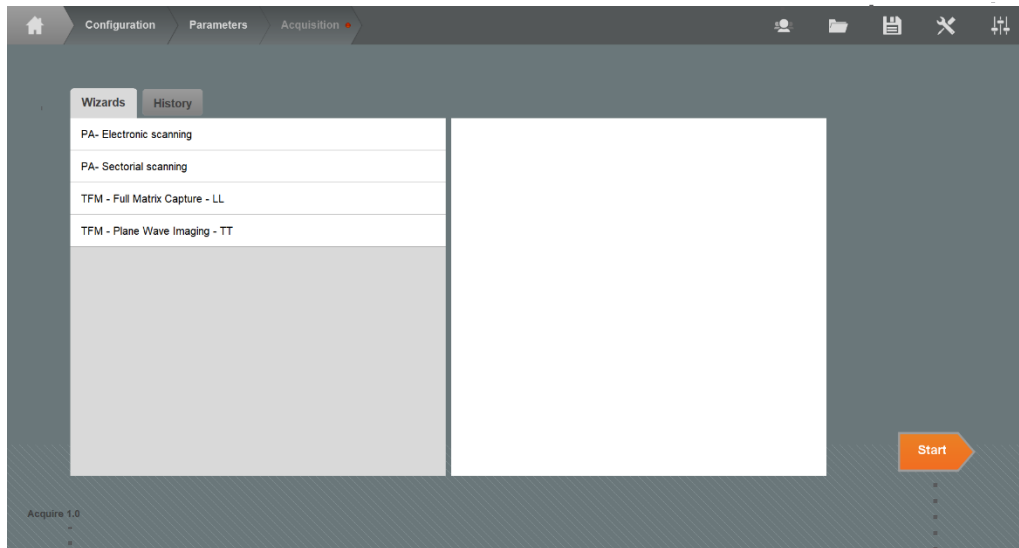 Configuration Parameters Acquisition
Wizards History
PA- Electronic scanning
PA- Sectorial scanning
TFM - Full Matrix Capture - LL
TFM - Plane Wave Imaging - TT
Start
Acquire 1.0